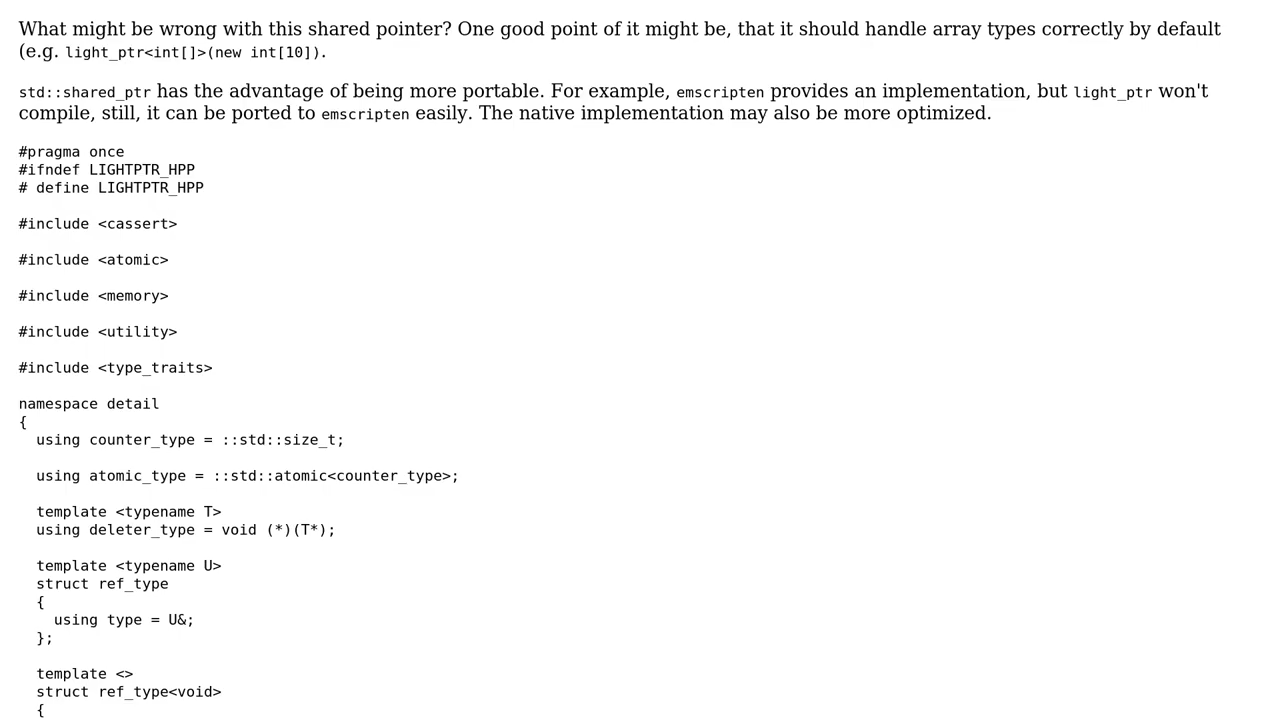 What might be wrong with this shared pointer? One good point of it might be, that it should handle array types correctly by default
(e.g. light_ptr<int[]>(new int[10]).
std::shared_ptr has the advantage of being more portable. For example, emscripten provides an implementation, but light_ptr won't
compile, still, it can be ported to emscripten easily. The native implementation may also be more optimized.
#pragma once
#ifndef LIGHTPTR_HPP
# define LIGHTPTR_HPP
#include <cassert>
#include <atomic>
#include <memory>
#include <utility>
#include <type_traits>
namespace detail
{
  using counter_type = ::std::size_t;
  using atomic_type = ::std::atomic<counter_type>;
  template <typename T>
  using deleter_type = void (*)(T*);
  template <typename U>
  struct ref_type
  {
    using type = U&;
  };
  template <>
  struct ref_type<void>
  {